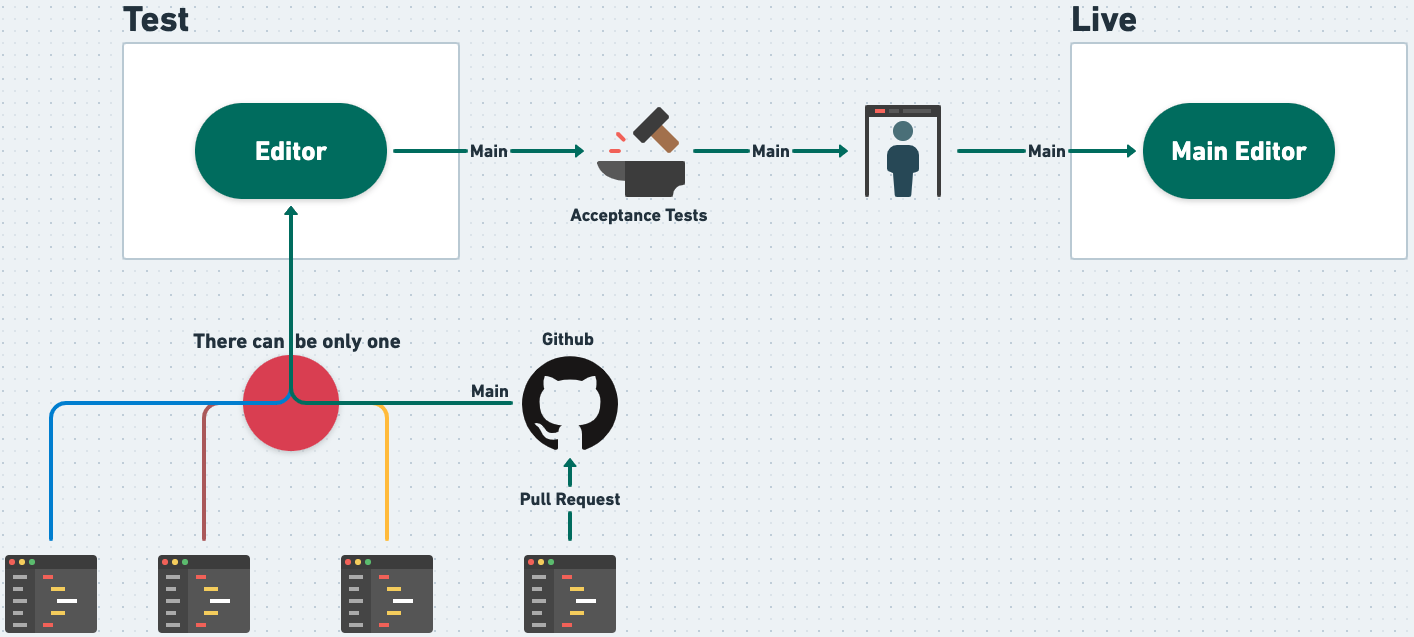 Test
Live
Editor
Main
Main
Main
Main Editor
Acceptance Tests
There can be only one
Github
Main
Pull Request